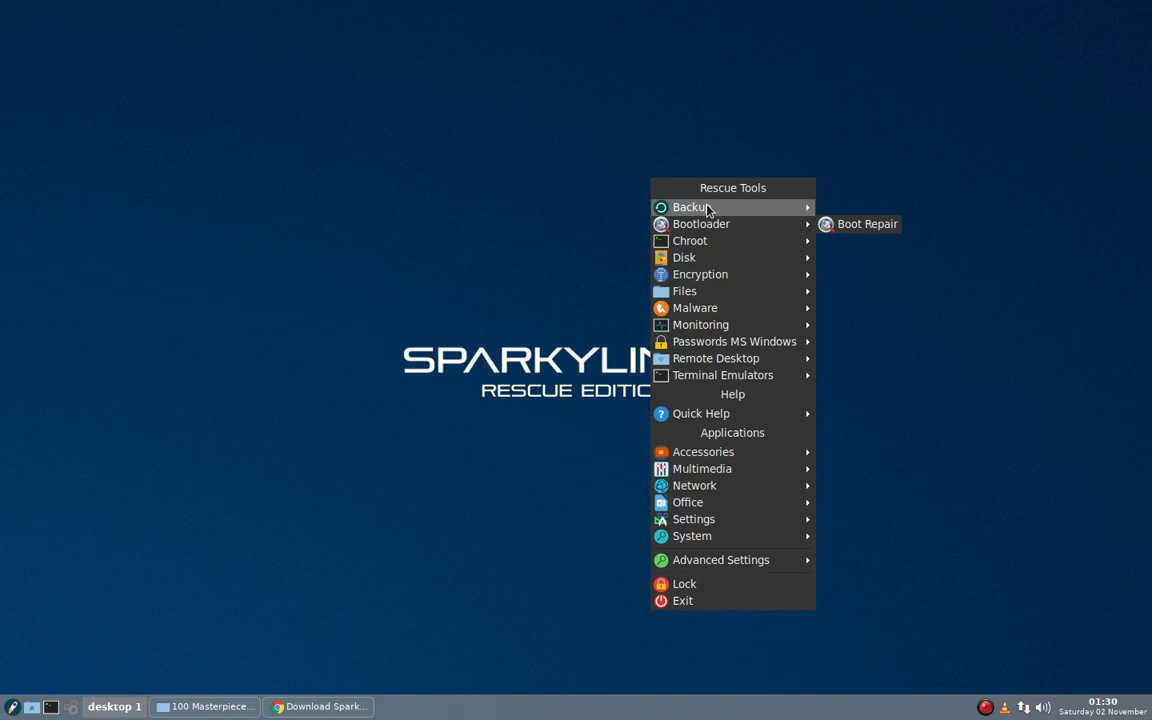 Rescue Tools
Backu
Bootloader
Boot Repair
Chroot
Disk
Encryption
Files
Malware
Monitoring
Passwords MS Windows
Remote Desktop
Terminal Emulators
Help
Quick Help
Applications
Accessories
Multimedia
Network
Office
Settings
System
Advanced Settings
Lock
Exit
SPARKYLIN
RESCUE EDITIO
desktop 1
100 Masterpiece...
Download Spark...
01:30
Saturday 02 November